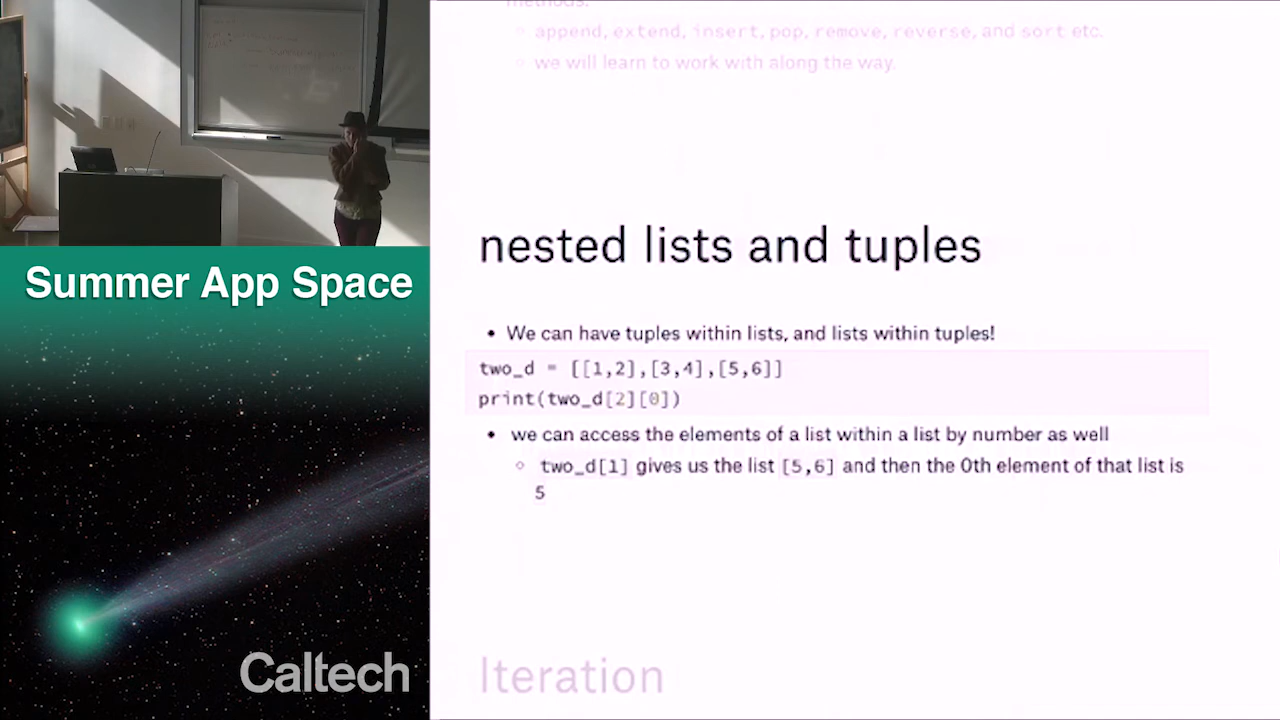 methods:
append, extend, insert, pop, remove, reverse, and sort etc.
we will learn to work with along the way.
nested lists and tuples
• We can have tuples within lists, and lists within tuples!
two_d = [[1,2],[3,4],[5,6]]
print(two_d[2][0])
• we can access the elements of a list within a list by number as well
two_d[1] gives us the list [5,6] and then the 0th element of that list is
5
Iteration
Summer App Space
Caltech